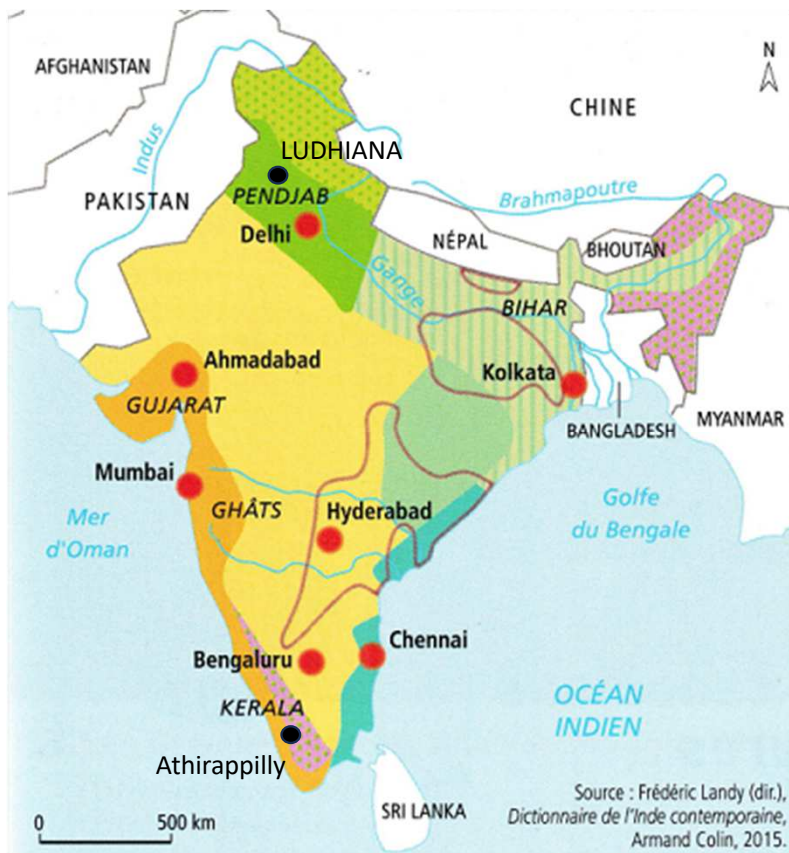 AFGHANISTAN
N
CHINE
Indus
LUDHIANA
PAKISTAN
PENDJAB
Brahmapoutre
Delhi
NÉPAL
BHOUTAN
Gange
BIHAR
Ahmadabad
Kolkata
GUJARAT
BANGLADESH
MYANMAR
Mumbai
GHÂTS
Hyderabad
Mer
d'Oman
Golfe
du Bengale
Chennai
Bengaluru
KERALA
OCÉAN
INDIEN
Athirappilly
SRI LANKA
0 500 km
Source : Frédéric Landy (dir.),
Dictionnaire de l'Inde contemporaine,
Armand Colin, 2015.